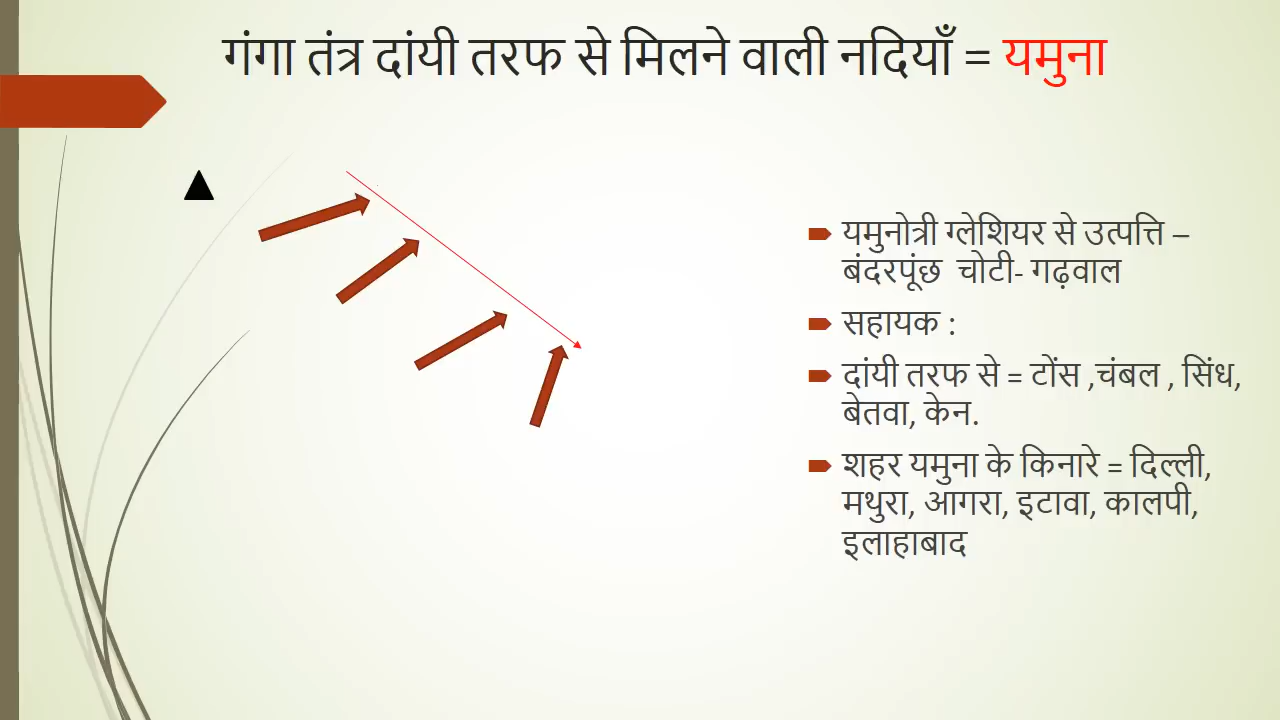 गंगा तंत्र दांयी तरफ से मिलने वाली नदियाँ = यमुना
यमुनोत्री ग्लेशियर से उत्पत्ति –
बंदरपूंछ चोटी- गढ़वाल
सहायक :
दांयी तरफ से = टोंस ,चंबल , सिंध,
बेतवा, केन.
शहर यमुना के किनारे = दिल्ली,
मथुरा, आगरा, इटावा, कालपी,
इलाहाबाद